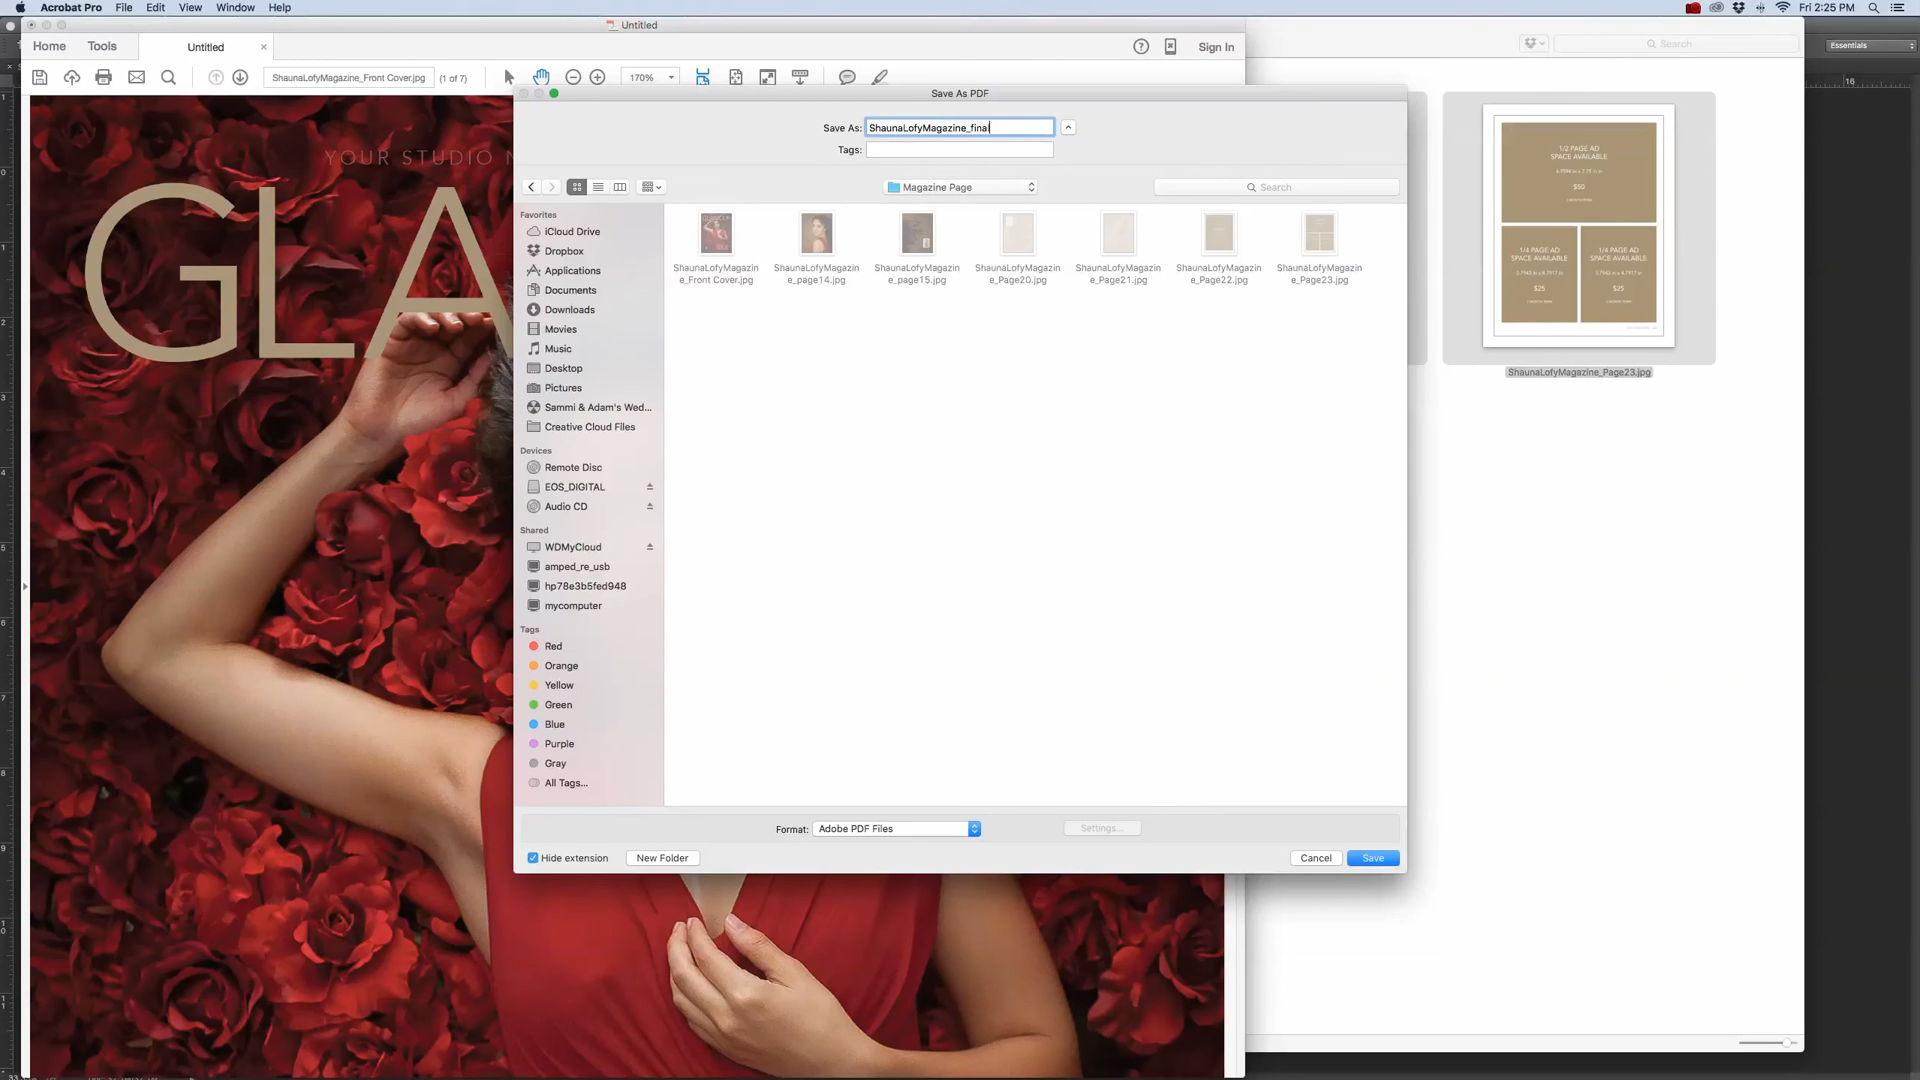 Acrobat Pro File Edit View Window Help
Fri 2:25 PM
Untitled
Home Tools Untitled
Sign In
ShaunaLofyMagazine_Front Cover.jpg (1 of 7)
170%
Search
Essentials
16
YOUR STUDIO N
GLA
Save As PDF
Save As: ShaunaLofyMagazine_final
Tags:
Magazine Page
Search
Favorites
iCloud Drive
Dropbox
Applications
Documents
Downloads
Movies
Music
Desktop
Pictures
Sammi & Adam's Wed...
Creative Cloud Files
Devices
Remote Disc
EOS_DIGITAL
Audio CD
Shared
WDMyCloud
amped_re_usb
hp78e3b5fed948
mycomputer
Tags
Red
Orange
Yellow
Green
Blue
Purple
Gray
All Tags...
ShaunaLofyMagazin
e_Front Cover.jpg
ShaunaLofyMagazin
e_page14.jpg
ShaunaLofyMagazin
e_page15.jpg
ShaunaLofyMagazin
e_Page20.jpg
ShaunaLofyMagazin
e_Page21.jpg
ShaunaLofyMagazin
e_Page22.jpg
ShaunaLofyMagazin
e_Page23.jpg
Format: Adobe PDF Files
Settings...
Hide extension
New Folder
Cancel
Save
1/2 PAGE AD
SPACE AVAILABLE
$50
1/4 PAGE AD
SPACE AVAILABLE
$25
1/4 PAGE AD
SPACE AVAILABLE
$25
ShaunaLofyMagazine_Page23.jpg